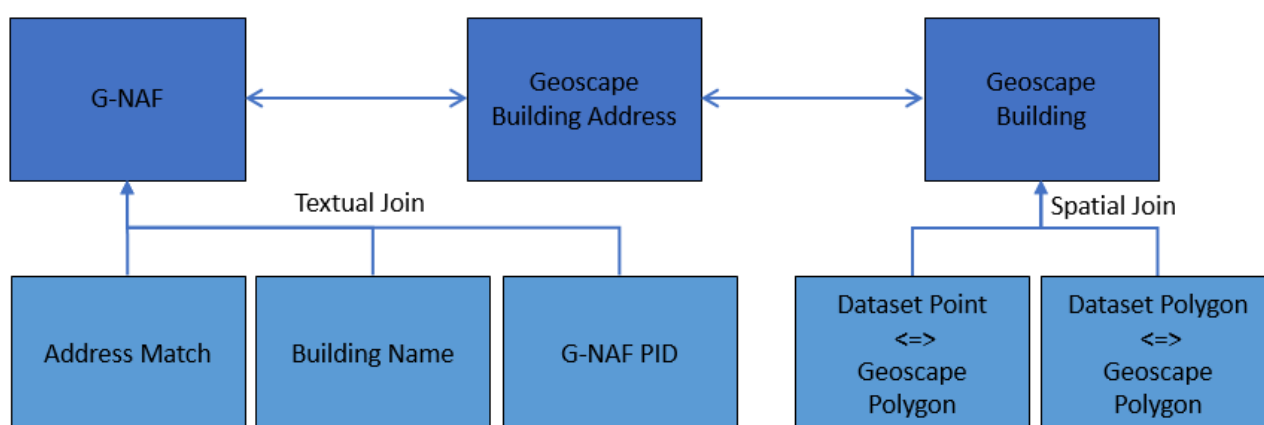 G-NAF
Geoscape
Building Address
Geoscape
Building
Textual Join
Spatial Join
Address Match
Building Name
G-NAF PID
Dataset Point
<=>
Geoscape
Polygon
Dataset Polygon
<=>
Geoscape
Polygon